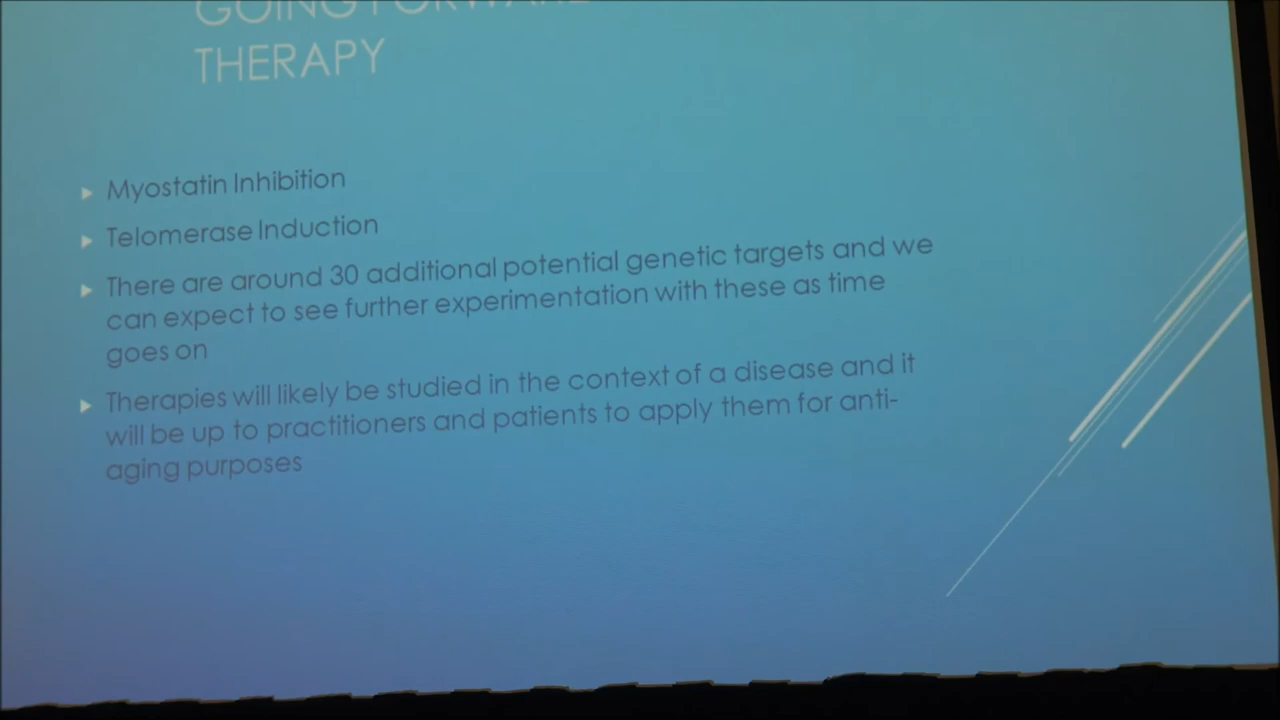 GOING FORWARD
THERAPY
Myostatin Inhibition
Telomerase Induction
There are around 30 additional potential genetic targets and we
can expect to see further experimentation with these as time
goes on
Therapies will likely be studied in the context of a disease and it
will be up to practitioners and patients to apply them for anti-
aging purposes